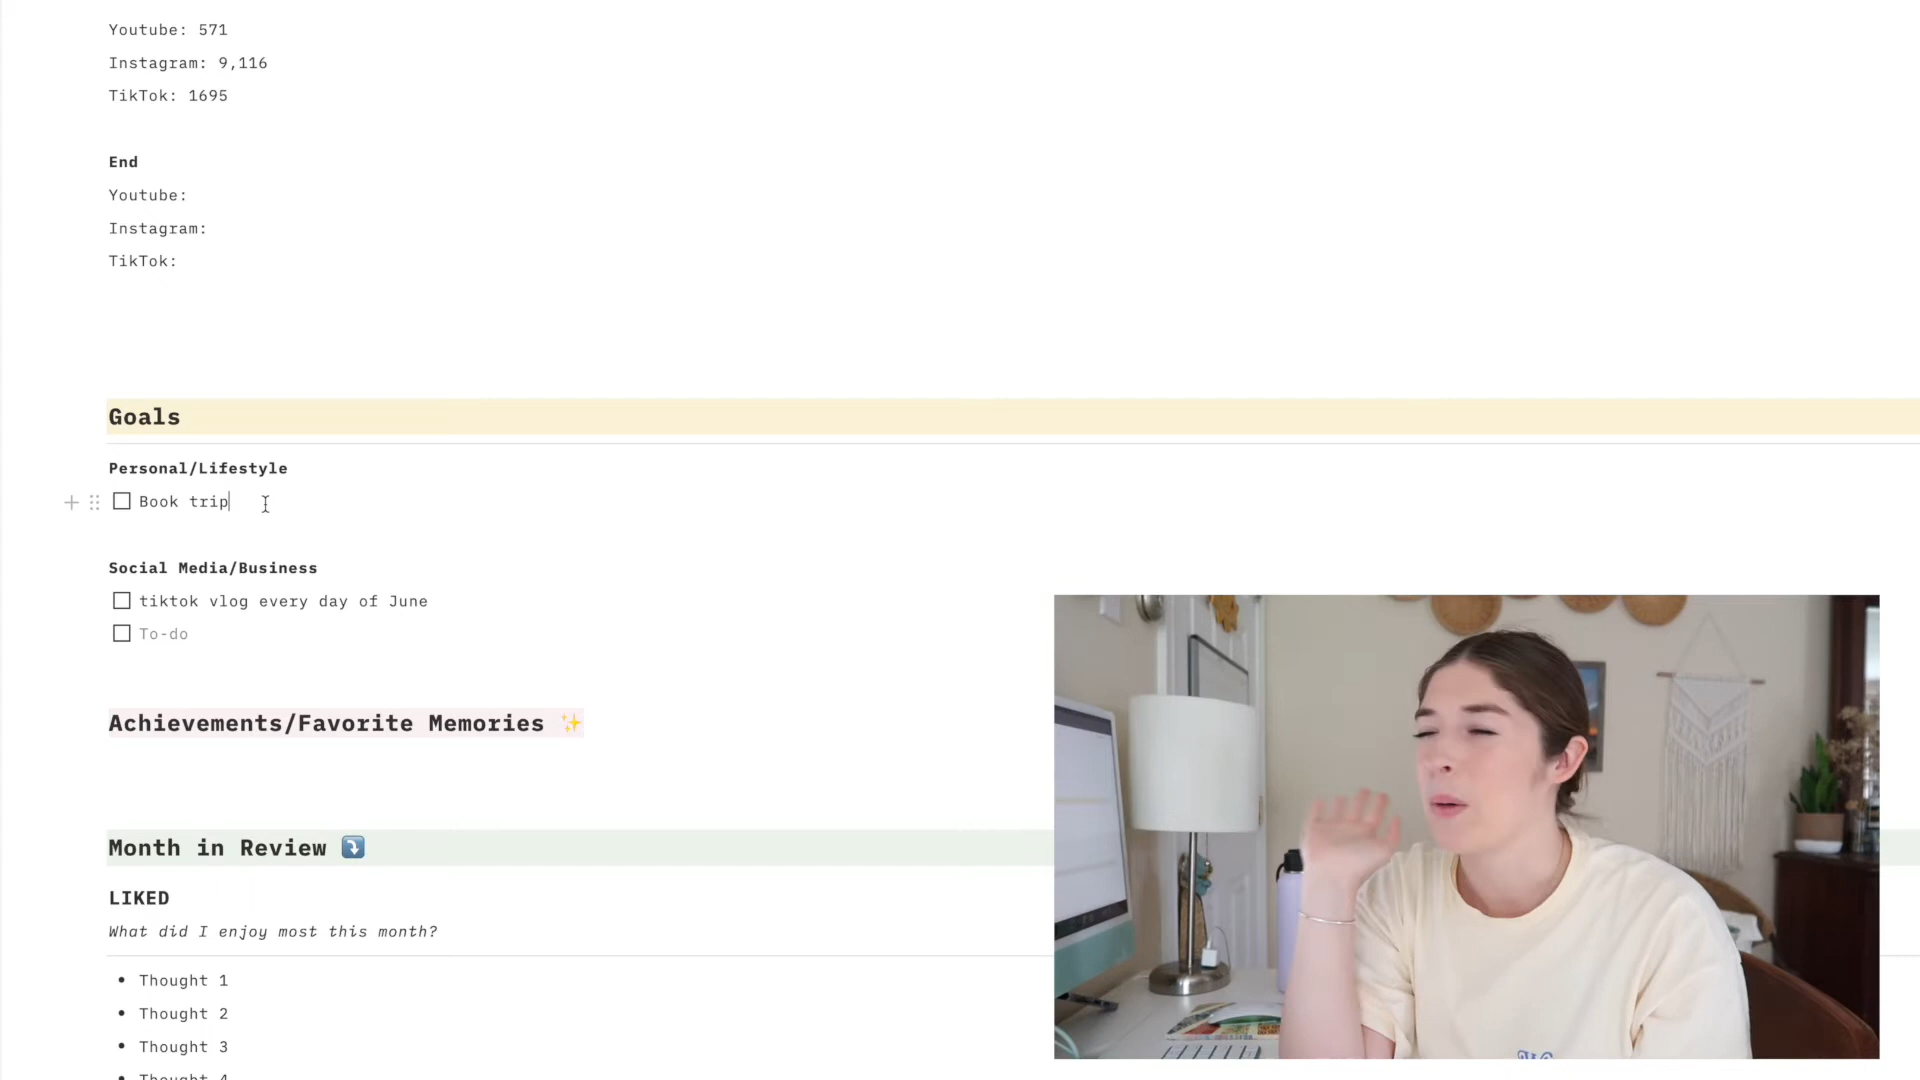 Youtube: 571
Instagram: 9,116
TikTok: 1695
End
Youtube:
Instagram:
TikTok:
Goals
Personal/Lifestyle
Book trip
Social Media/Business
tiktok vlog every day of June
To-do
Achievements/Favorite Memories ✨
Month in Review ⤵️
LIKED
What did I enjoy most this month?
• Thought 1
• Thought 2
• Thought 3
• Thought 4